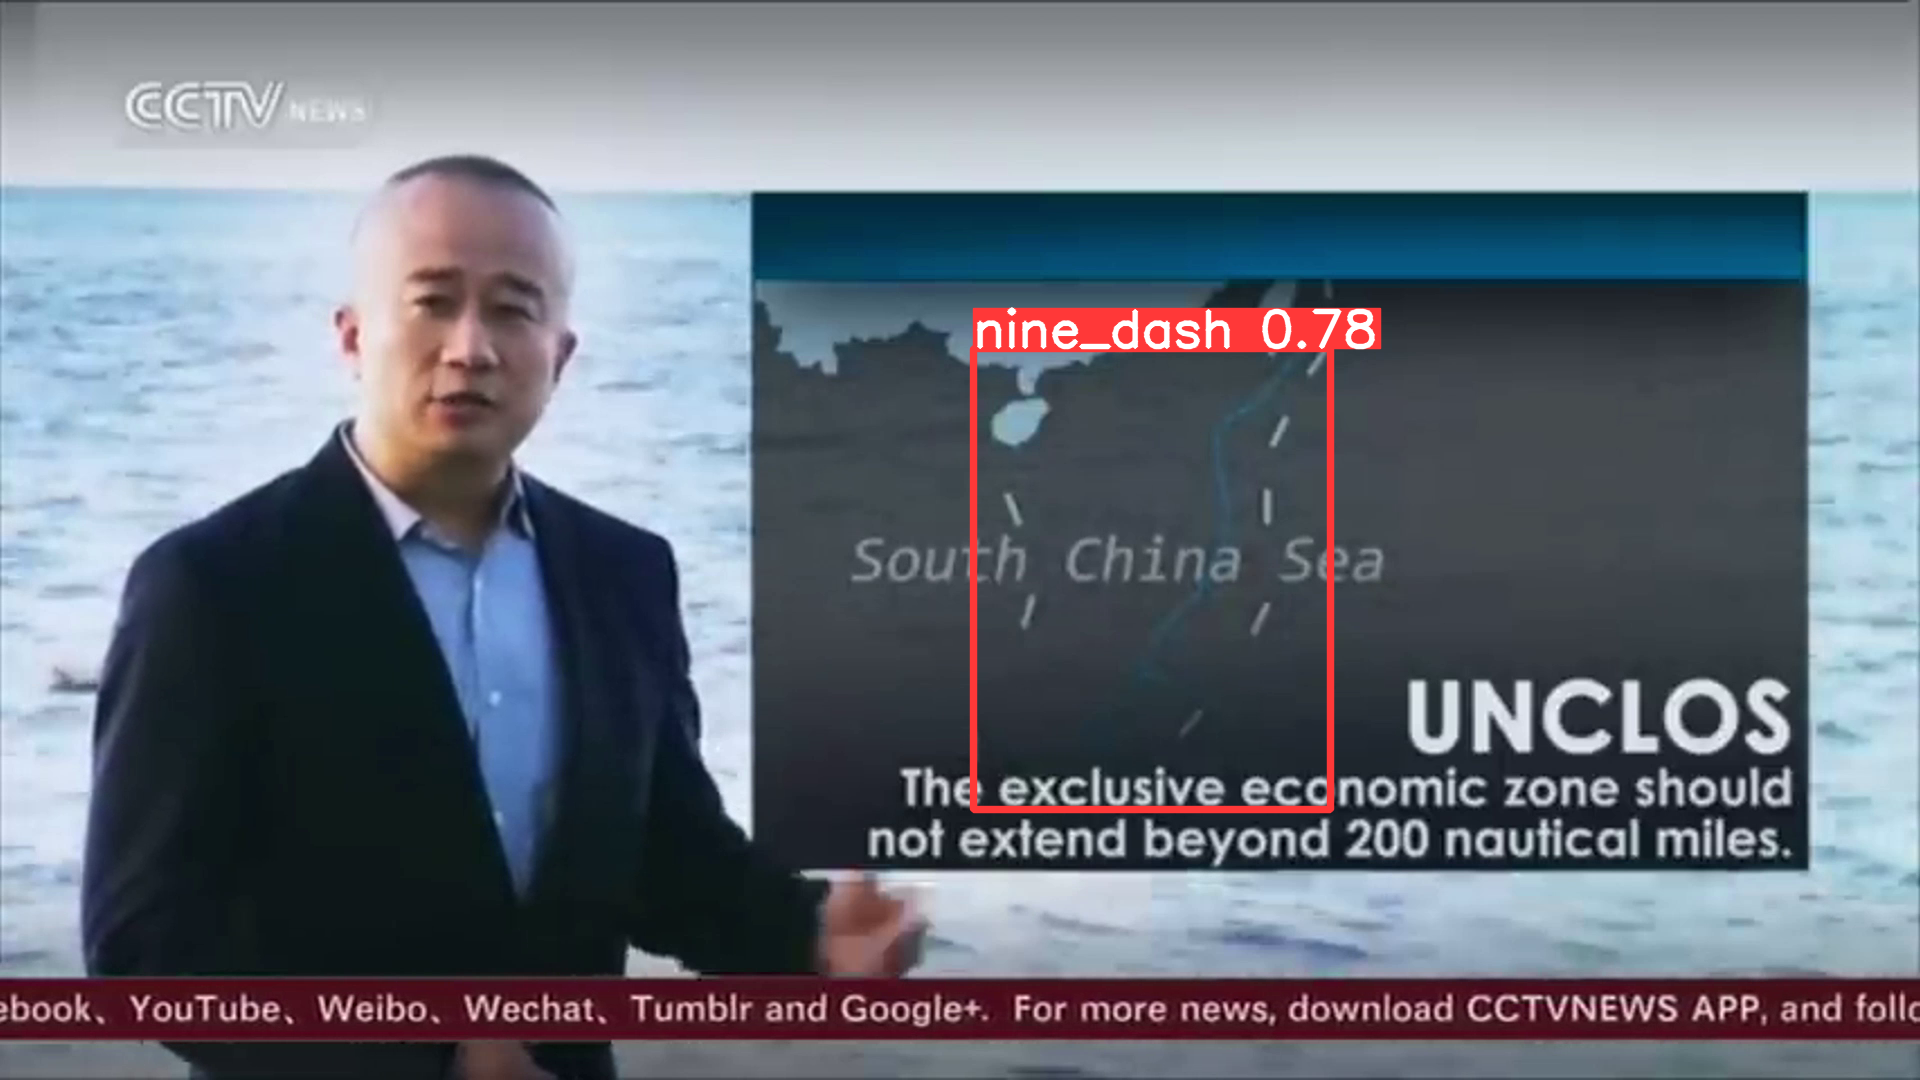 CCTV NEWS
nine_dash 0.78
South China Sea
UNCLOS
The exclusive economic zone should
not extend beyond 200 nautical miles.
ebook、YouTube、Weibo、Wechat、Tumblr and Google+. For more news, download CCTVNEWS APP, and follo